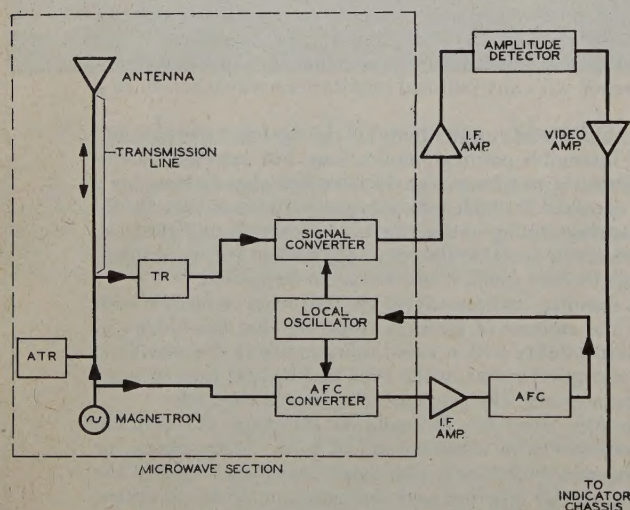 ANTENNA
TRANSMISSION
LINE
AMPLITUDE
DETECTOR
I.F.
AMP.
VIDEO
AMP.
SIGNAL
CONVERTER
TR
LOCAL
OSCILLATOR
ATR
AFC
CONVERTER
I.F.
AMP.
AFC
MAGNETRON
MICROWAVE SECTION
TO
INDICATOR
CHASSIS